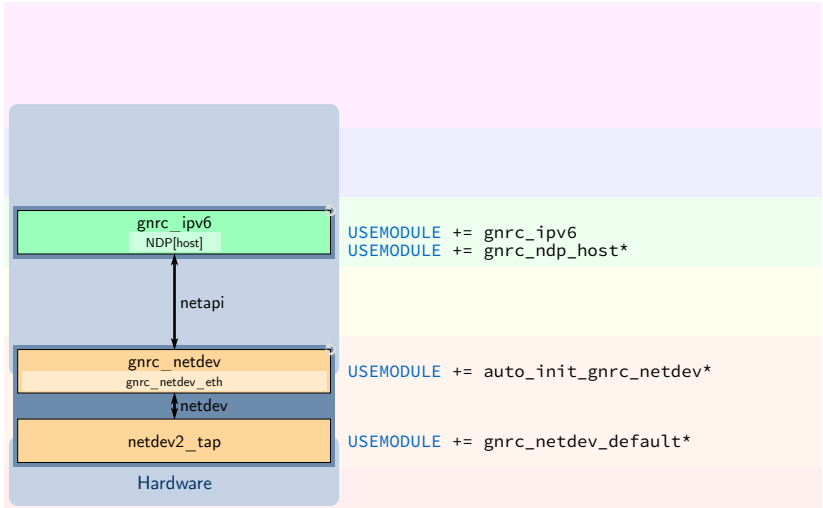 gnrc_ipv6
NDP[host]
USEMODULE += gnrc_ipv6
USEMODULE += gnrc_ndp_host*
netapi
gnrc_netdev
gnrc_netdev_eth
USEMODULE += auto_init_gnrc_netdev*
netdev
netdev2_tap
USEMODULE += gnrc_netdev_default*
Hardware